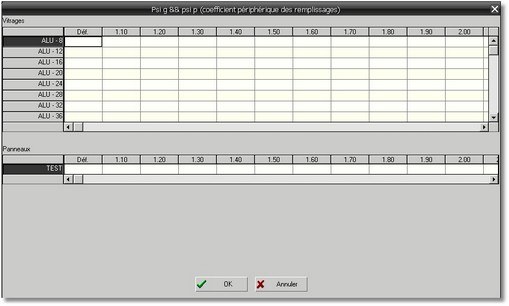 Psi g && psi p (coefficient périphérique des remplissages)
Vitrages
Déf. 1.10 1.20 1.30 1.40 1.50 1.60 1.70 1.80 1.90 2.00
ALU - 8
ALU - 12
ALU - 16
ALU - 20
ALU - 24
ALU - 28
ALU - 32
ALU - 36
Panneaux
Déf. 1.10 1.20 1.30 1.40 1.50 1.60 1.70 1.80 1.90 2.00
TEST
OK Annuler